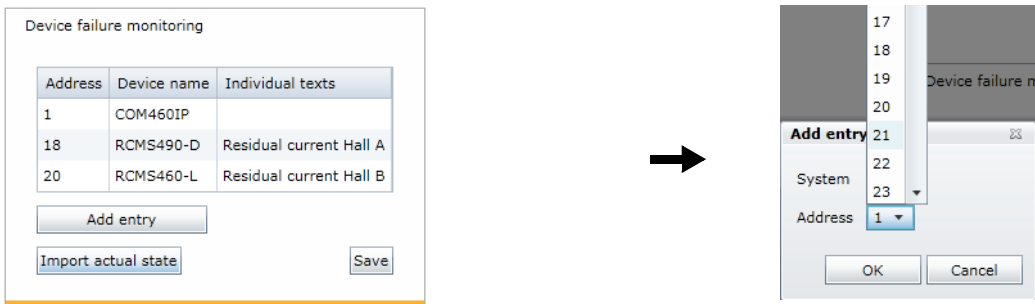 Device failure monitoring
Address Device name Individual texts
1 COM460IP
18 RCMS490-D Residual current Hall A
20 RCMS460-L Residual current Hall B
Add entry
Import actual state Save
17
18
19
Device failure m
20
Add entry 21
22
System
23
Address 1
OK Cancel